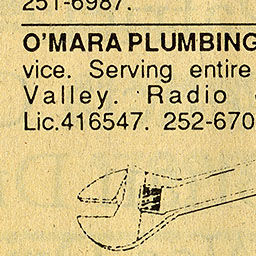 251-6987.
O'MARA PLUMBING
vice. Serving entire
Valley. Radio
Lic.416547. 252-670